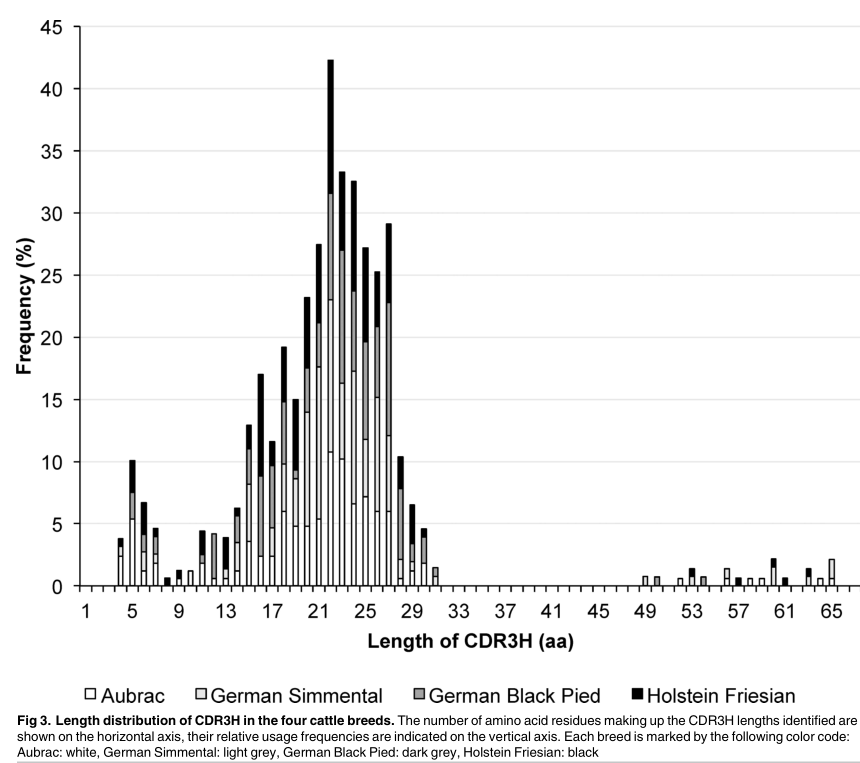 45
40
35
30
25
20
15
10
5
0
Frequency (%)
1 5 9 13 17 21 25 29 33 37 41 45 49 53 57 61 65
Length of CDR3H (aa)
Aubrac German Simmental German Black Pied Holstein Friesian
Fig 3. Length distribution of CDR3H in the four cattle breeds. The number of amino acid residues making up the CDR3H lengths identified are
shown on the horizontal axis, their relative usage frequencies are indicated on the vertical axis. Each breed is marked by the following color code:
Aubrac: white, German Simmental: light grey, German Black Pied: dark grey, Holstein Friesian: black